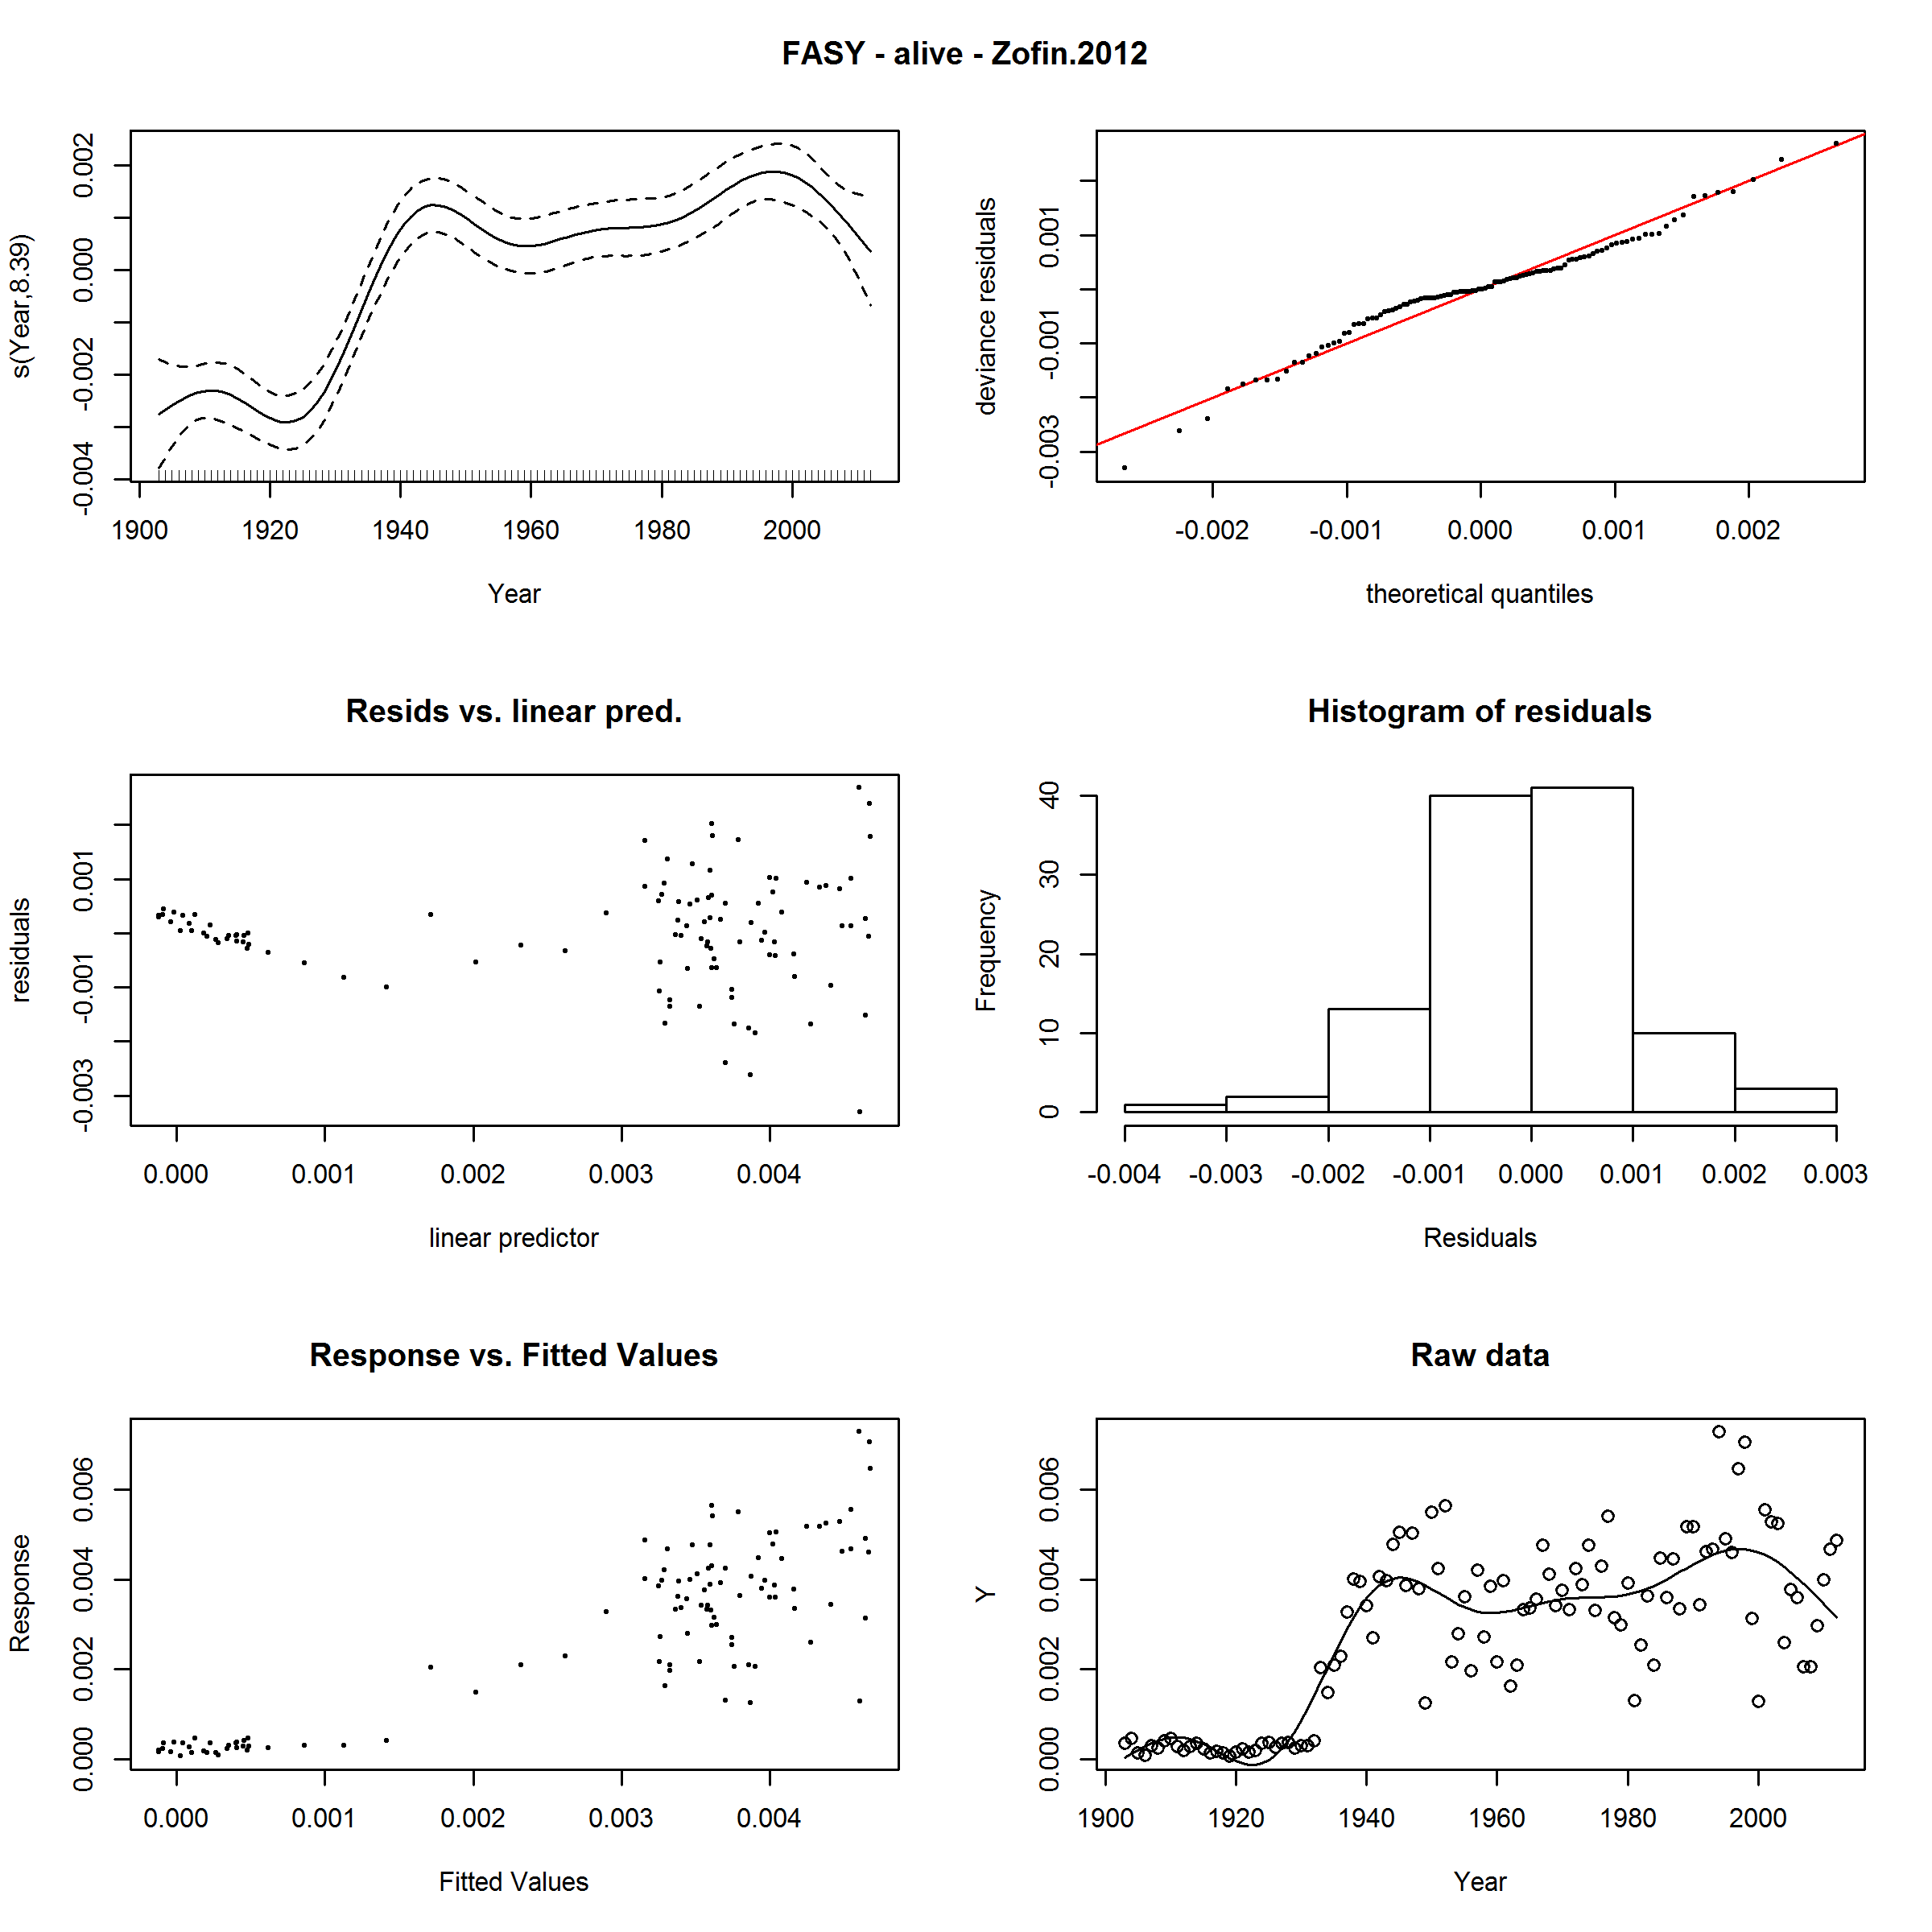 FASY - alive - Zofin.2012
s(Year,8.39)
0.002
0.000
-0.002
-0.004
1900 1920 1940 1960 1980 2000
Year
deviance residuals
0.001
-0.001
-0.003
-0.002 -0.001 0.000 0.001 0.002
theoretical quantiles
Resids vs. linear pred.
residuals
0.001
-0.001
-0.003
0.000 0.001 0.002 0.003 0.004
linear predictor
Histogram of residuals
Frequency
40
30
20
10
0
-0.004 -0.003 -0.002 -0.001 0.000 0.001 0.002 0.003
Residuals
Response vs. Fitted Values
Response
0.006
0.004
0.002
0.000
0.000 0.001 0.002 0.003 0.004
Fitted Values
Raw data
Y
0.006
0.004
0.002
0.000
1900 1920 1940 1960 1980 2000
Year